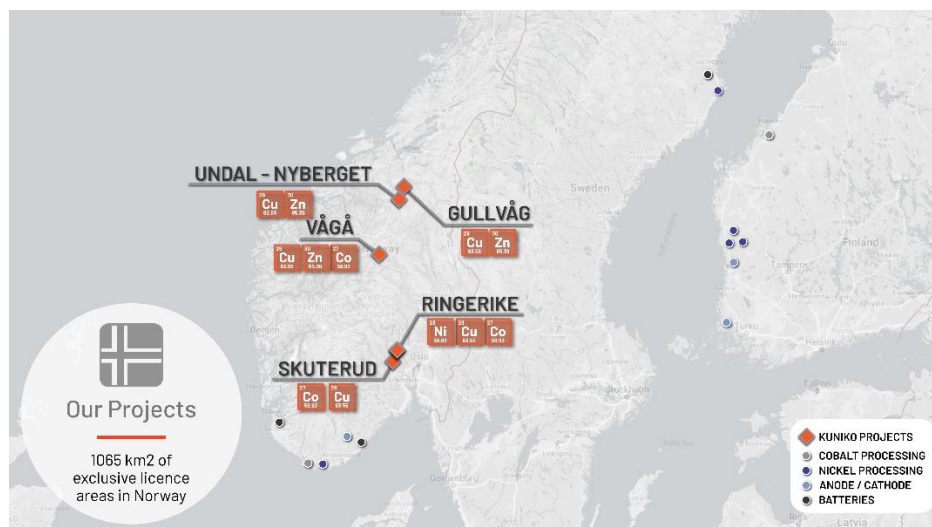 UNDAL - NYBERGET
Cu
Zn
VÅGÅ
Cu
Zn
Co
GULLVÅG
Cu
Zn
RINGERIKE
Ni
Cu
Co
SKUTERUD
Co
Cu
Sweden
Finland
Tampere
Turku
Helsinki
Tallinn
Stockholm
Oslo
Gothenburg
Riga
Latvia
Our Projects
1065 km2 of
exclusive licence
areas in Norway
KUNIKO PROJECTS
COBALT PROCESSING
NICKEL PROCESSING
ANODE / CATHODE
BATTERIES